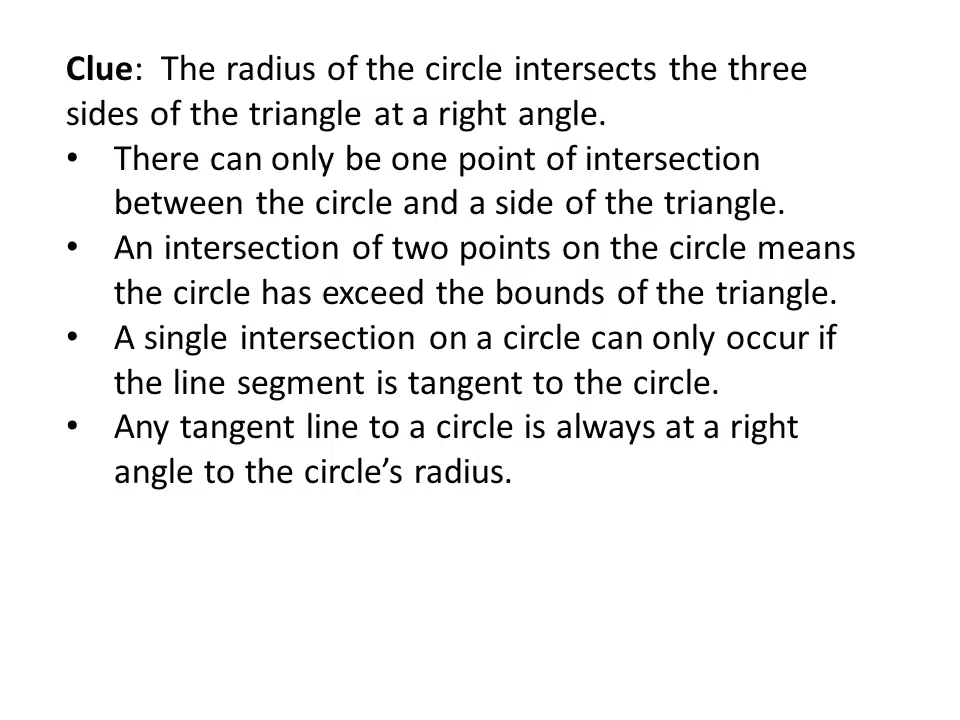 Clue:  The radius of the circle intersects the three
sides of the triangle at a right angle.
• There can only be one point of intersection
between the circle and a side of the triangle.
• An intersection of two points on the circle means
the circle has exceed the bounds of the triangle.
• A single intersection on a circle can only occur if
the line segment is tangent to the circle.
• Any tangent line to a circle is always at a right
angle to the circle’s radius.